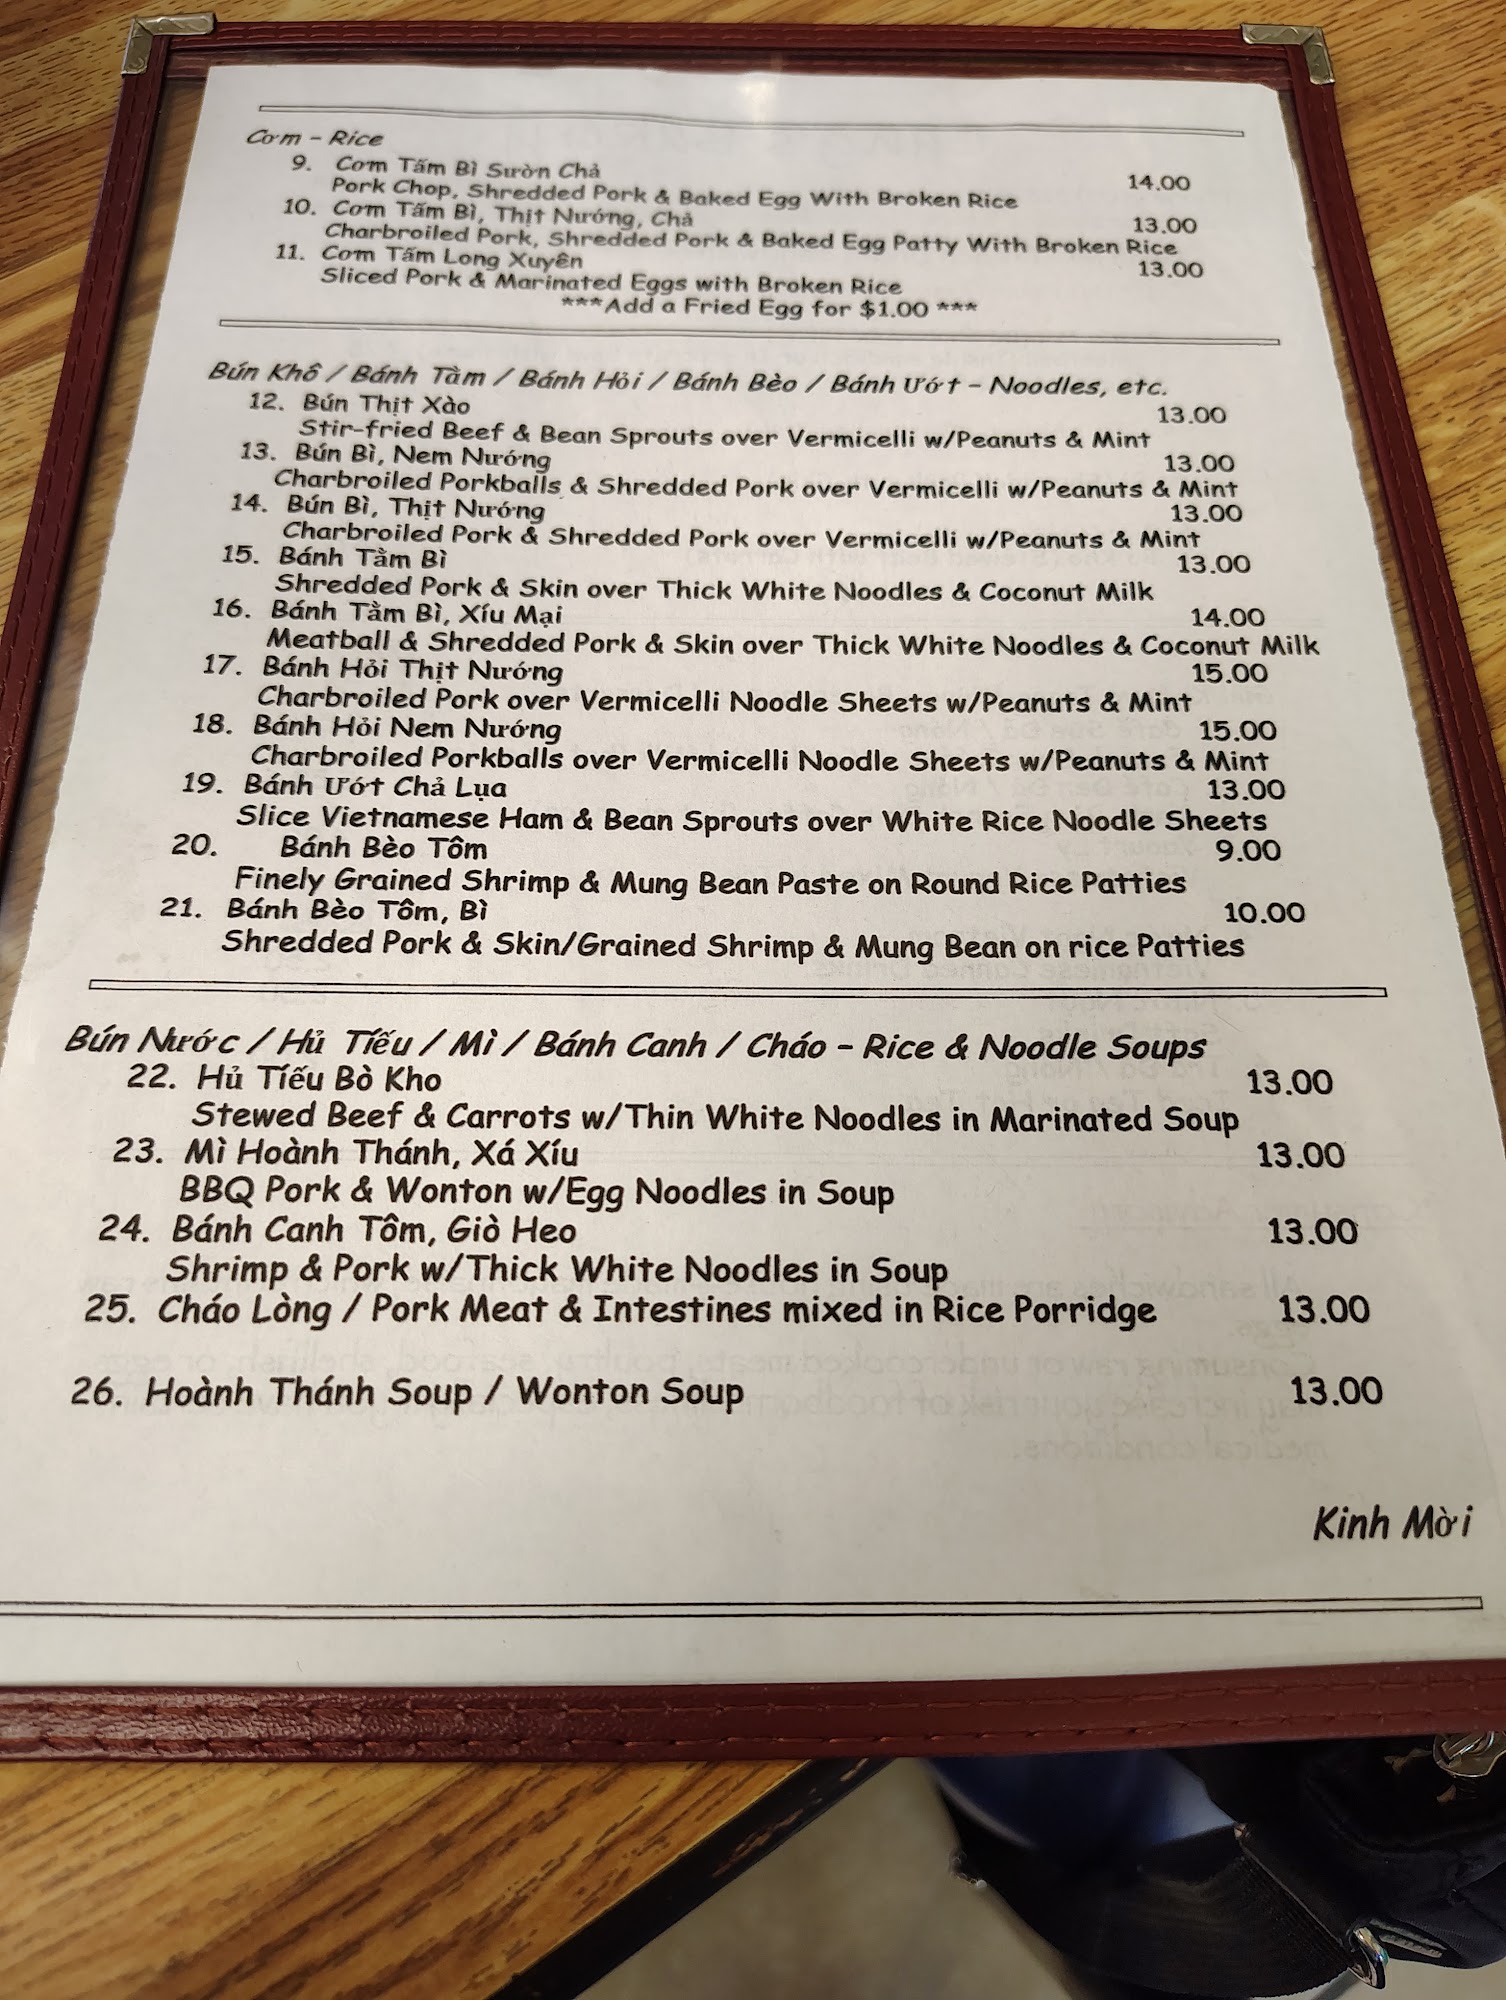 Cơm - Rice
9. Cơm Tấm Bì Sườn Chả 14.00
Pork Chop, Shredded Pork & Baked Egg With Broken Rice
10. Cơm Tấm Bì, Thịt Nướng, Chả 13.00
Charbroiled Pork, Shredded Pork & Baked Egg Patty With Broken Rice
11. Cơm Tấm Long Xuyên 13.00
Sliced Pork & Marinated Eggs with Broken Rice
***Add a Fried Egg for $1.00 ***
Bún Khô / Bánh Tằm / Bánh Hỏi / Bánh Bèo / Bánh Ướt - Noodles, etc.
12. Bún Thịt Xào 13.00
Stir-fried Beef & Bean Sprouts over Vermicelli w/Peanuts & Mint
13. Bún Bì, Nem Nướng 13.00
Charbroiled Porkballs & Shredded Pork over Vermicelli w/Peanuts & Mint
14. Bún Bì, Thịt Nướng 13.00
Charbroiled Pork & Shredded Pork over Vermicelli w/Peanuts & Mint
15. Bánh Tằm Bì 13.00
Shredded Pork & Skin over Thick White Noodles & Coconut Milk
16. Bánh Tằm Bì, Xíu Mại 14.00
Meatball & Shredded Pork & Skin over Thick White Noodles & Coconut Milk
17. Bánh Hỏi Thịt Nướng 15.00
Charbroiled Pork over Vermicelli Noodle Sheets w/Peanuts & Mint
18. Bánh Hỏi Nem Nướng 15.00
Charbroiled Porkballs over Vermicelli Noodle Sheets w/Peanuts & Mint
19. Bánh Ướt Chả Lụa 13.00
Slice Vietnamese Ham & Bean Sprouts over White Rice Noodle Sheets
20. Bánh Bèo Tôm 9.00
Finely Grained Shrimp & Mung Bean Paste on Round Rice Patties
21. Bánh Bèo Tôm, Bì 10.00
Shredded Pork & Skin/Grained Shrimp & Mung Bean on rice Patties
Bún Nước / Hủ Tiếu / Mì / Bánh Canh / Cháo - Rice & Noodle Soups
22. Hủ Tiếu Bò Kho 13.00
Stewed Beef & Carrots w/Thin White Noodles in Marinated Soup
23. Mì Hoành Thánh, Xá Xíu 13.00
BBQ Pork & Wonton w/Egg Noodles in Soup
24. Bánh Canh Tôm, Giò Heo 13.00
Shrimp & Pork w/Thick White Noodles in Soup
25. Cháo Lòng / Pork Meat & Intestines mixed in Rice Porridge 13.00
26. Hoành Thánh Soup / Wonton Soup 13.00
Kinh Mời